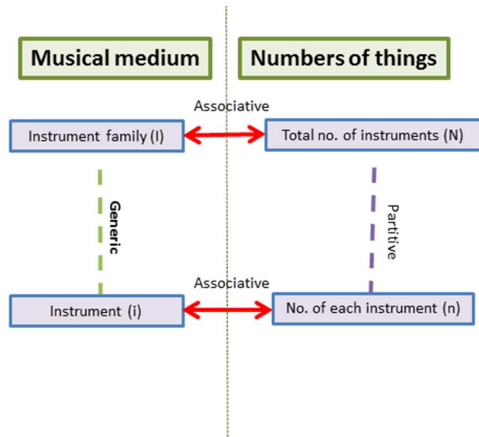 Musical medium
Numbers of things
Associative
Instrument family (I)
Total no. of instruments (N)
Generic
Partitive
Associative
Instrument (i)
No. of each instrument (n)